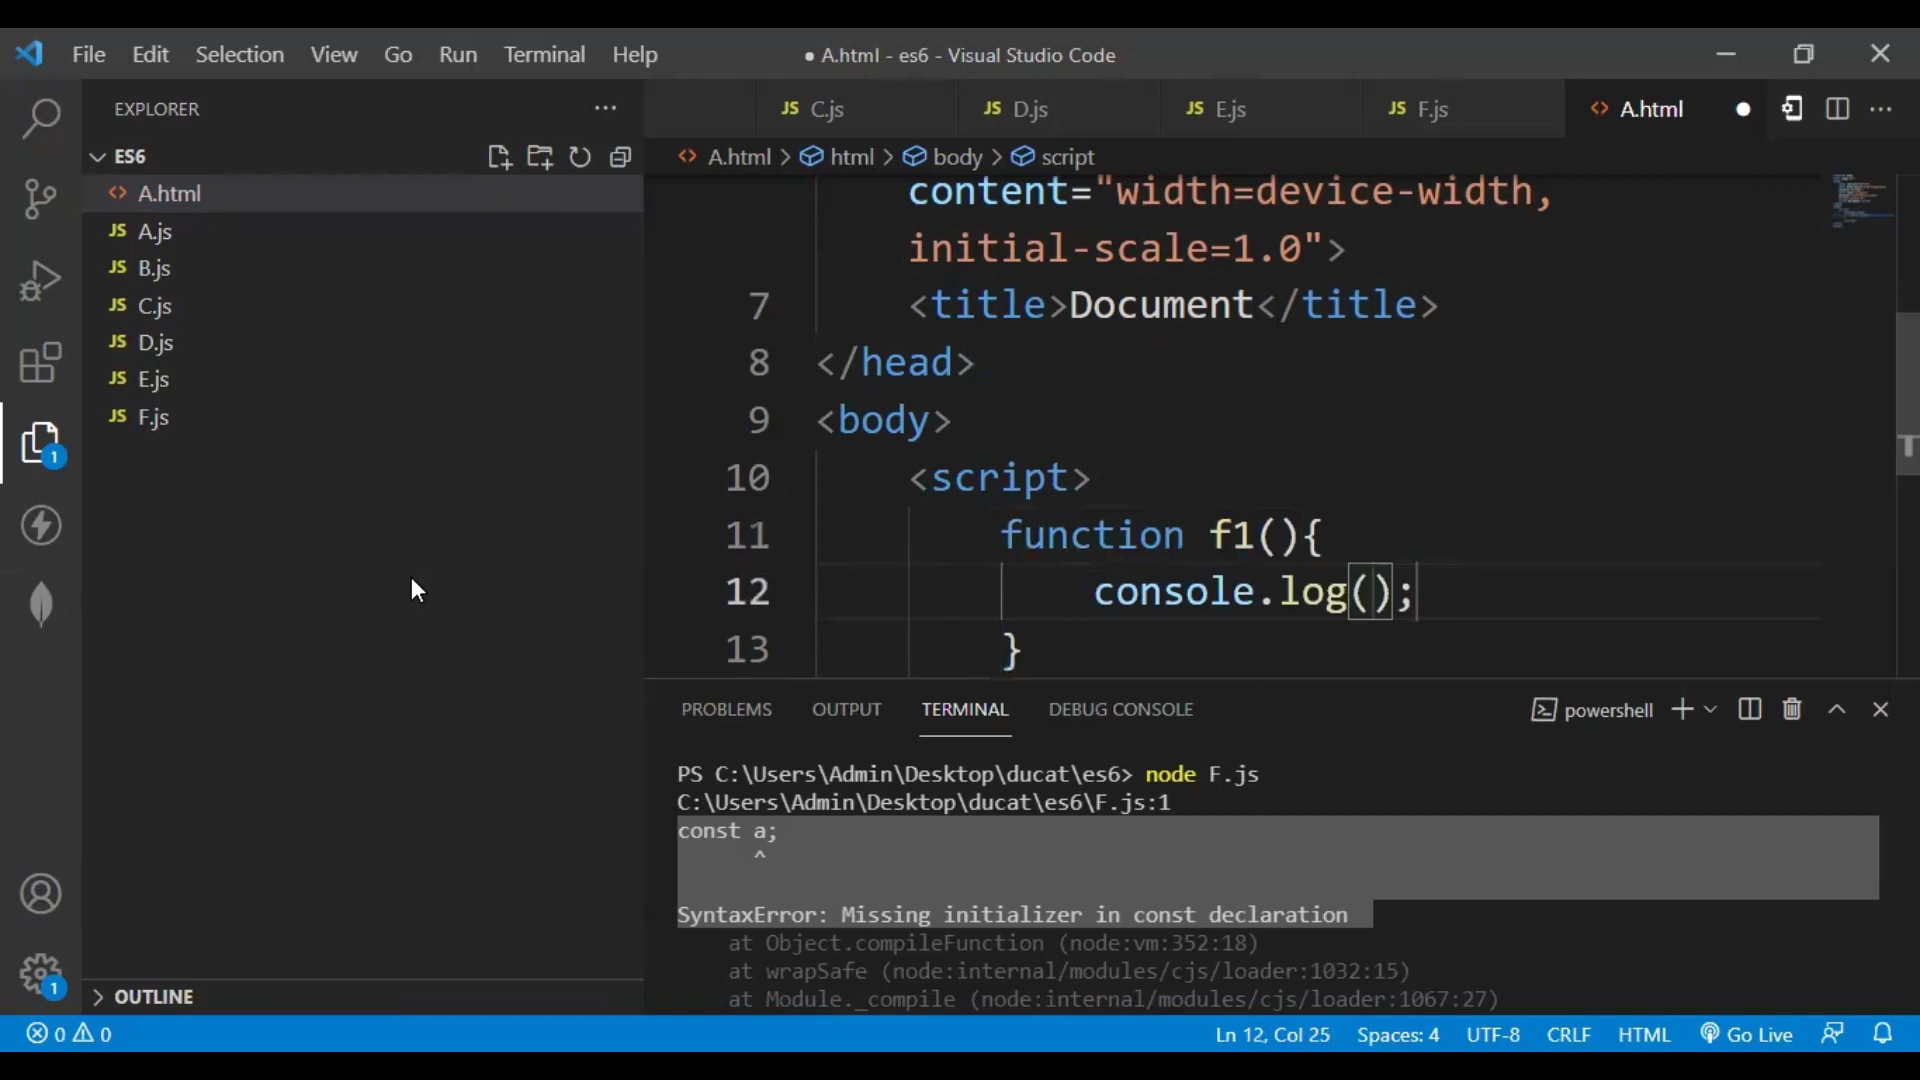 File Edit Selection View Go Run Terminal Help
● A.html - es6 - Visual Studio Code
EXPLORER
ES6
A.html
JS A.js
JS B.js
JS C.js
JS D.js
JS E.js
JS F.js
OUTLINE
1
1
JS C.js JS D.js JS E.js JS F.js <> A.html
<> A.html > html > body > script
content="width=device-width,
initial-scale=1.0">
7 <title>Document</title>
8 </head>
9 <body>
10 <script>
11 function f1(){
12 console.log();
13 }
PROBLEMS OUTPUT TERMINAL DEBUG CONSOLE
powershell
PS C:\Users\Admin\Desktop\ducat\es6> node F.js
C:\Users\Admin\Desktop\ducat\es6\F.js:1
const a;
^
SyntaxError: Missing initializer in const declaration
at Object.compileFunction (node:vm:352:18)
at wrapSafe (node:internal/modules/cjs/loader:1032:15)
at Module._compile (node:internal/modules/cjs/loader:1067:27)
0 0 Ln 12, Col 25 Spaces: 4 UTF-8 CRLF HTML Go Live